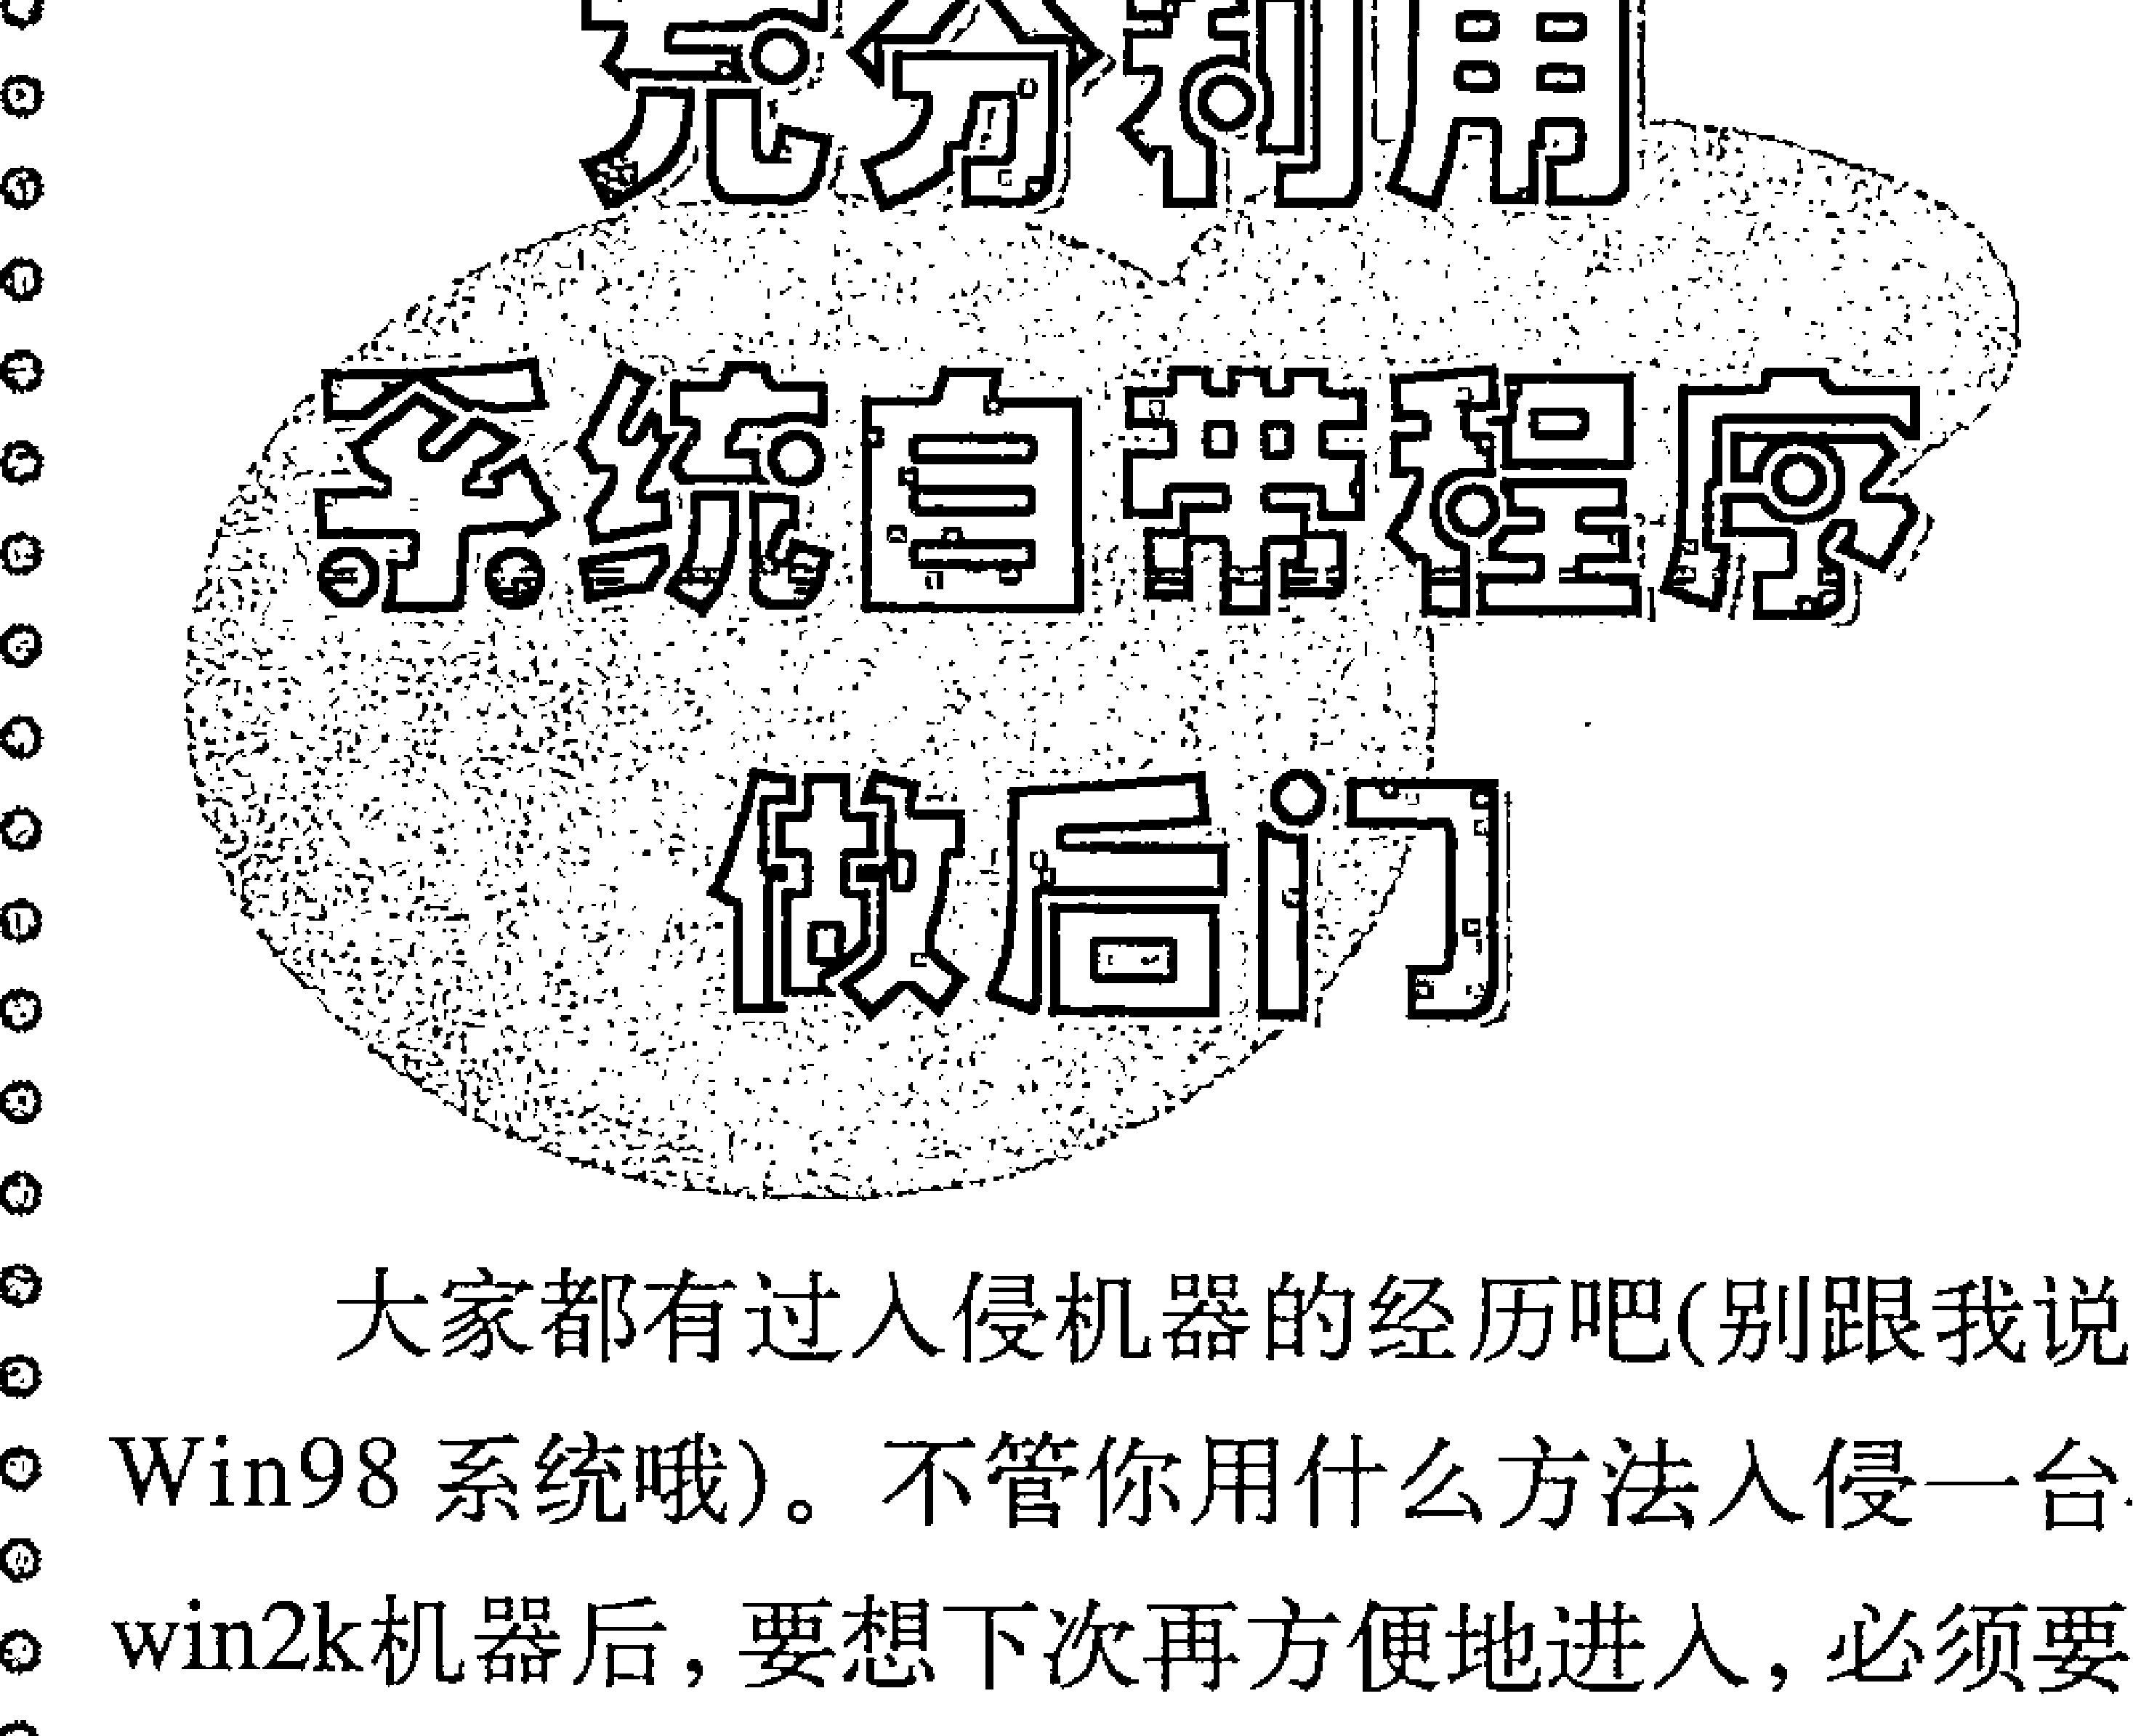 充分利用
系统自带程序
做后门
大家都有过入侵机器的经历吧(别跟我说
Win98 系统哦)。不管你用什么方法入侵一台
win2k机器后,要想下次再方便地进入,必须要